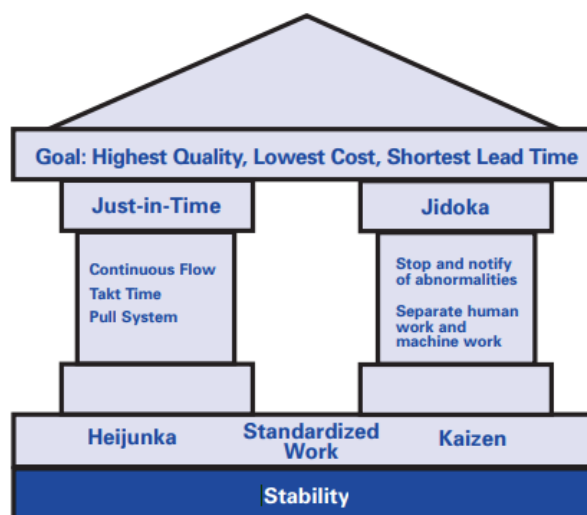 Goal: Highest Quality, Lowest Cost, Shortest Lead Time
Just-in-Time
Continuous Flow
Takt Time
Pull System
Jidoka
Stop and notify
of abnormalities
Separate human
work and
machine work
Heijunka
Standardized
Work
Kaizen
Stability